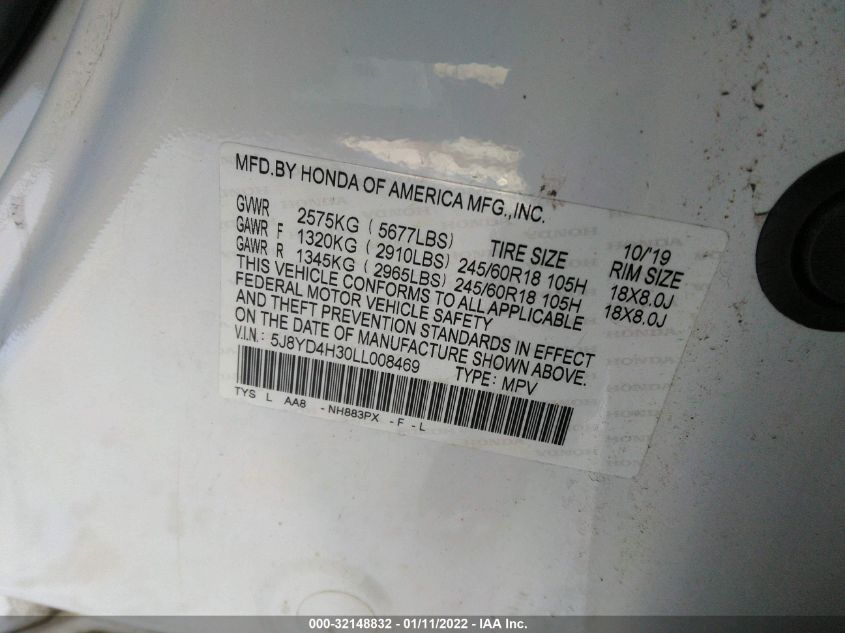 MFD.BY HONDA OF AMERICA MFG.,INC.
10/19
GVWR 2575KG ( 5677LBS) TIRE SIZE RIM SIZE
GAWR F 1320KG ( 2910LBS) 245/60R18 105H 18X8.0J
GAWR R 1345KG ( 2965LBS) 245/60R18 105H 18X8.0J
THIS VEHICLE CONFORMS TO ALL APPLICABLE
FEDERAL MOTOR VEHICLE SAFETY
AND THEFT PREVENTION STANDARDS IN EFFECT
ON THE DATE OF MANUFACTURE SHOWN ABOVE.
V.I.N.: 5J8YD4H30LL008469 TYPE: MPV
TYS L AA8 - NH883PX - F - L
000-32148832 - 01/11/2022 - IAA Inc.